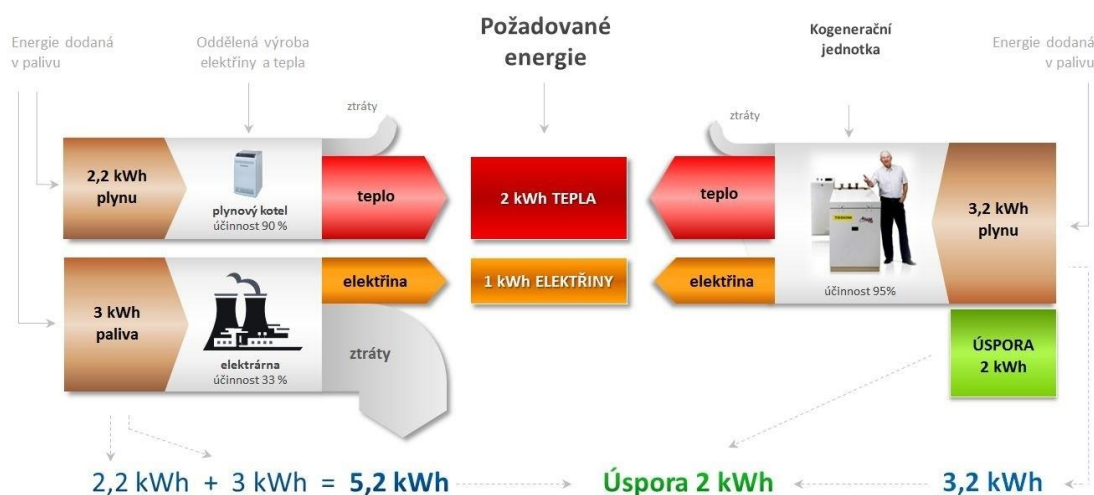 Energie dodaná
v palivu
Oddělená výroba
elektřiny a tepla
Požadované
energie
Kogenerační
jednotka
Energie dodaná
v palivu
ztráty
ztráty
2,2 kWh
plynu
plynový kotel
účinnost 90 %
teplo
2 kWh TEPLA
teplo
3,2 kWh
plynu
3 kWh
paliva
elektrárna
účinnost 33 %
elektřina
1 kWh ELEKTŘINY
elektřina
účinnost 95%
ztráty
ÚSPORA
2 kWh
2,2 kWh + 3 kWh = 5,2 kWh
Úspora 2 kWh
3,2 kWh